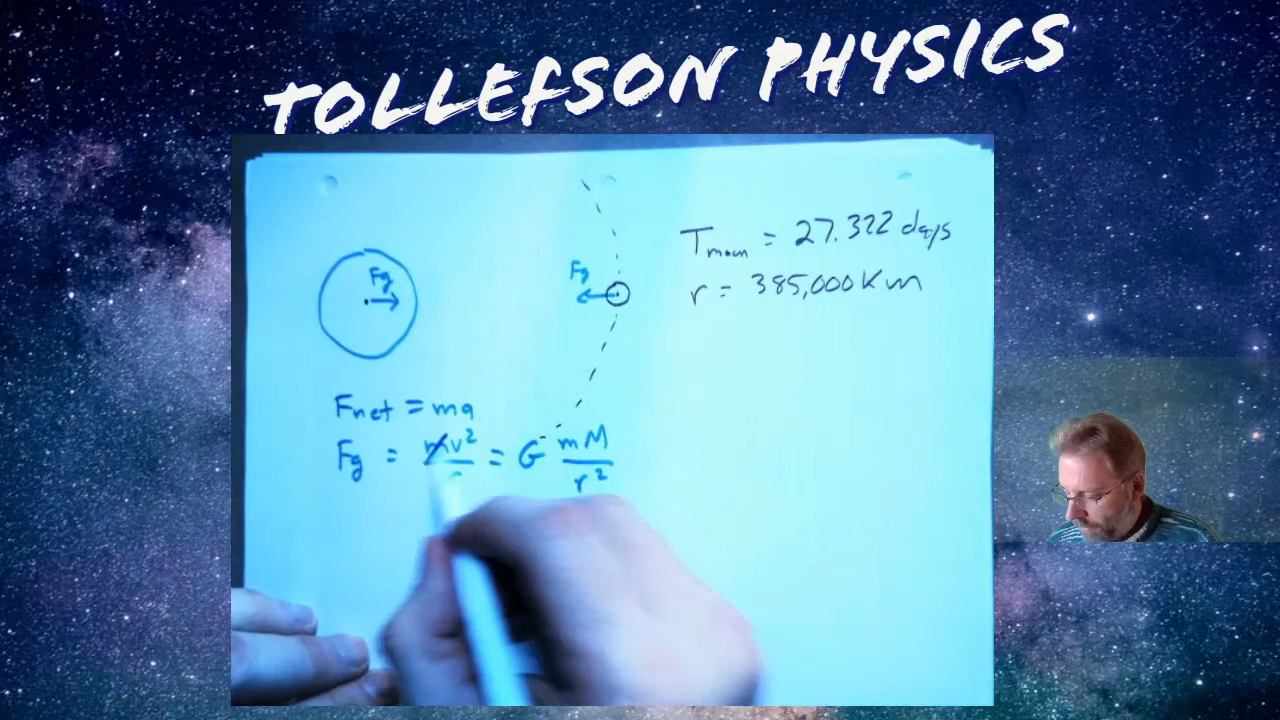 TOLLEFSON PHYSICS
Fg
Fg
Tmoon = 27.322 days
r = 385,000 Km
Fnet = ma
Fg = mv² = G mM
r²